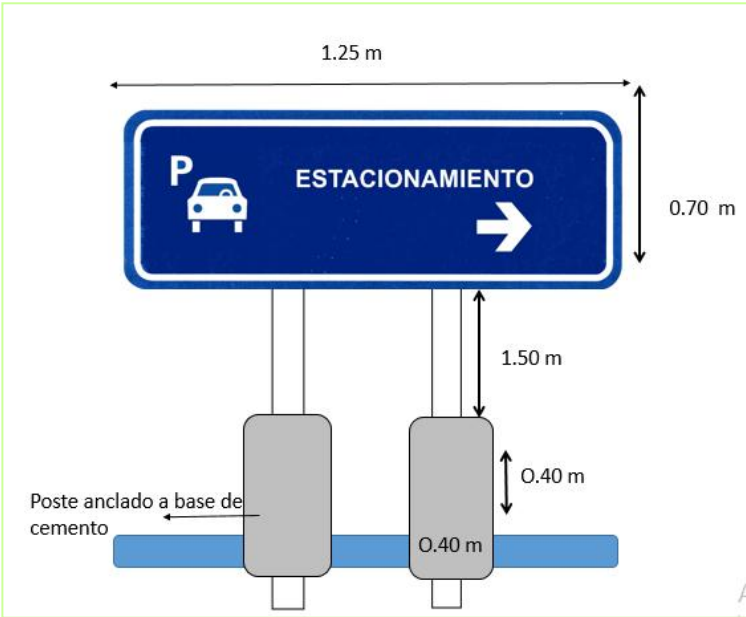 1.25 m
P
ESTACIONAMIENTO
0.70 m
1.50 m
O.40 m
Poste anclado a base de
cemento
O.40 m